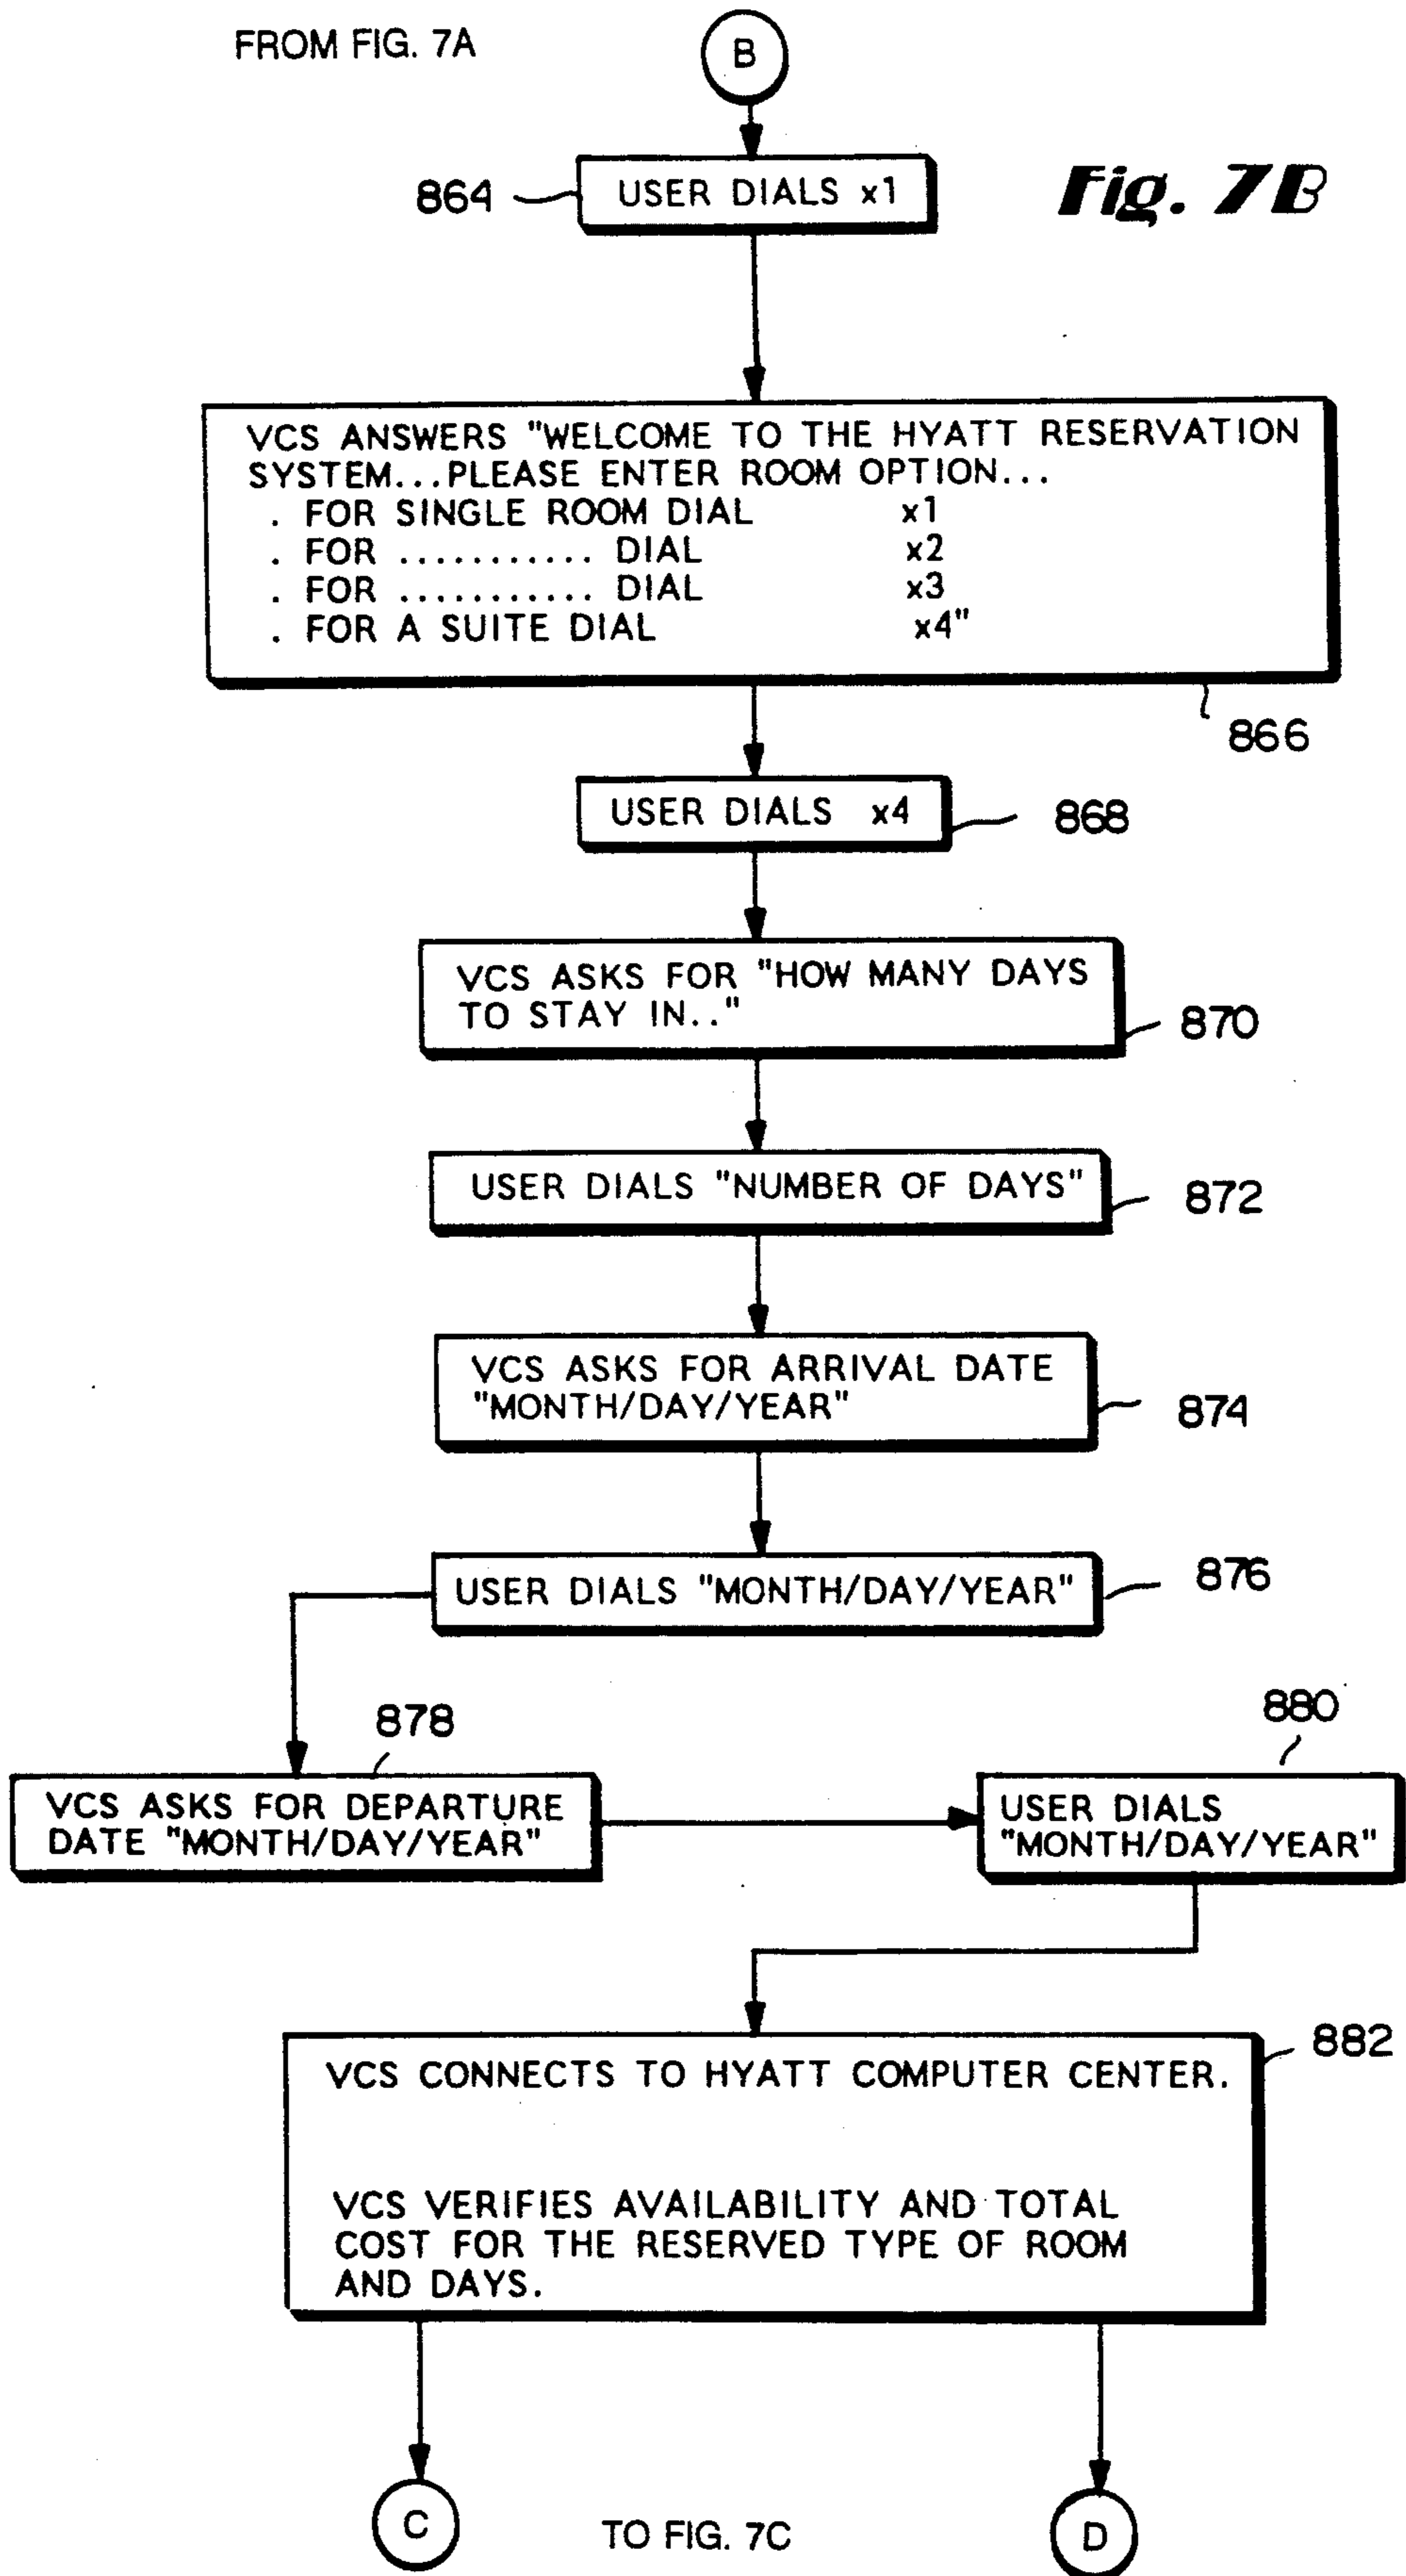 FROM FIG. 7A
B
864
USER DIALS x1
Fig. 7B
VCS ANSWERS "WELCOME TO THE HYATT RESERVATION
SYSTEM...PLEASE ENTER ROOM OPTION...
. FOR SINGLE ROOM DIAL x1
. FOR ........... DIAL x2
. FOR ........... DIAL x3
. FOR A SUITE DIAL x4"
866
USER DIALS x4
868
VCS ASKS FOR "HOW MANY DAYS
TO STAY IN.."
870
USER DIALS "NUMBER OF DAYS"
872
VCS ASKS FOR ARRIVAL DATE
"MONTH/DAY/YEAR"
874
USER DIALS "MONTH/DAY/YEAR"
876
878
VCS ASKS FOR DEPARTURE
DATE "MONTH/DAY/YEAR"
880
USER DIALS
"MONTH/DAY/YEAR"
882
VCS CONNECTS TO HYATT COMPUTER CENTER.
VCS VERIFIES AVAILABILITY AND TOTAL
COST FOR THE RESERVED TYPE OF ROOM
AND DAYS.
C
TO FIG. 7C
D